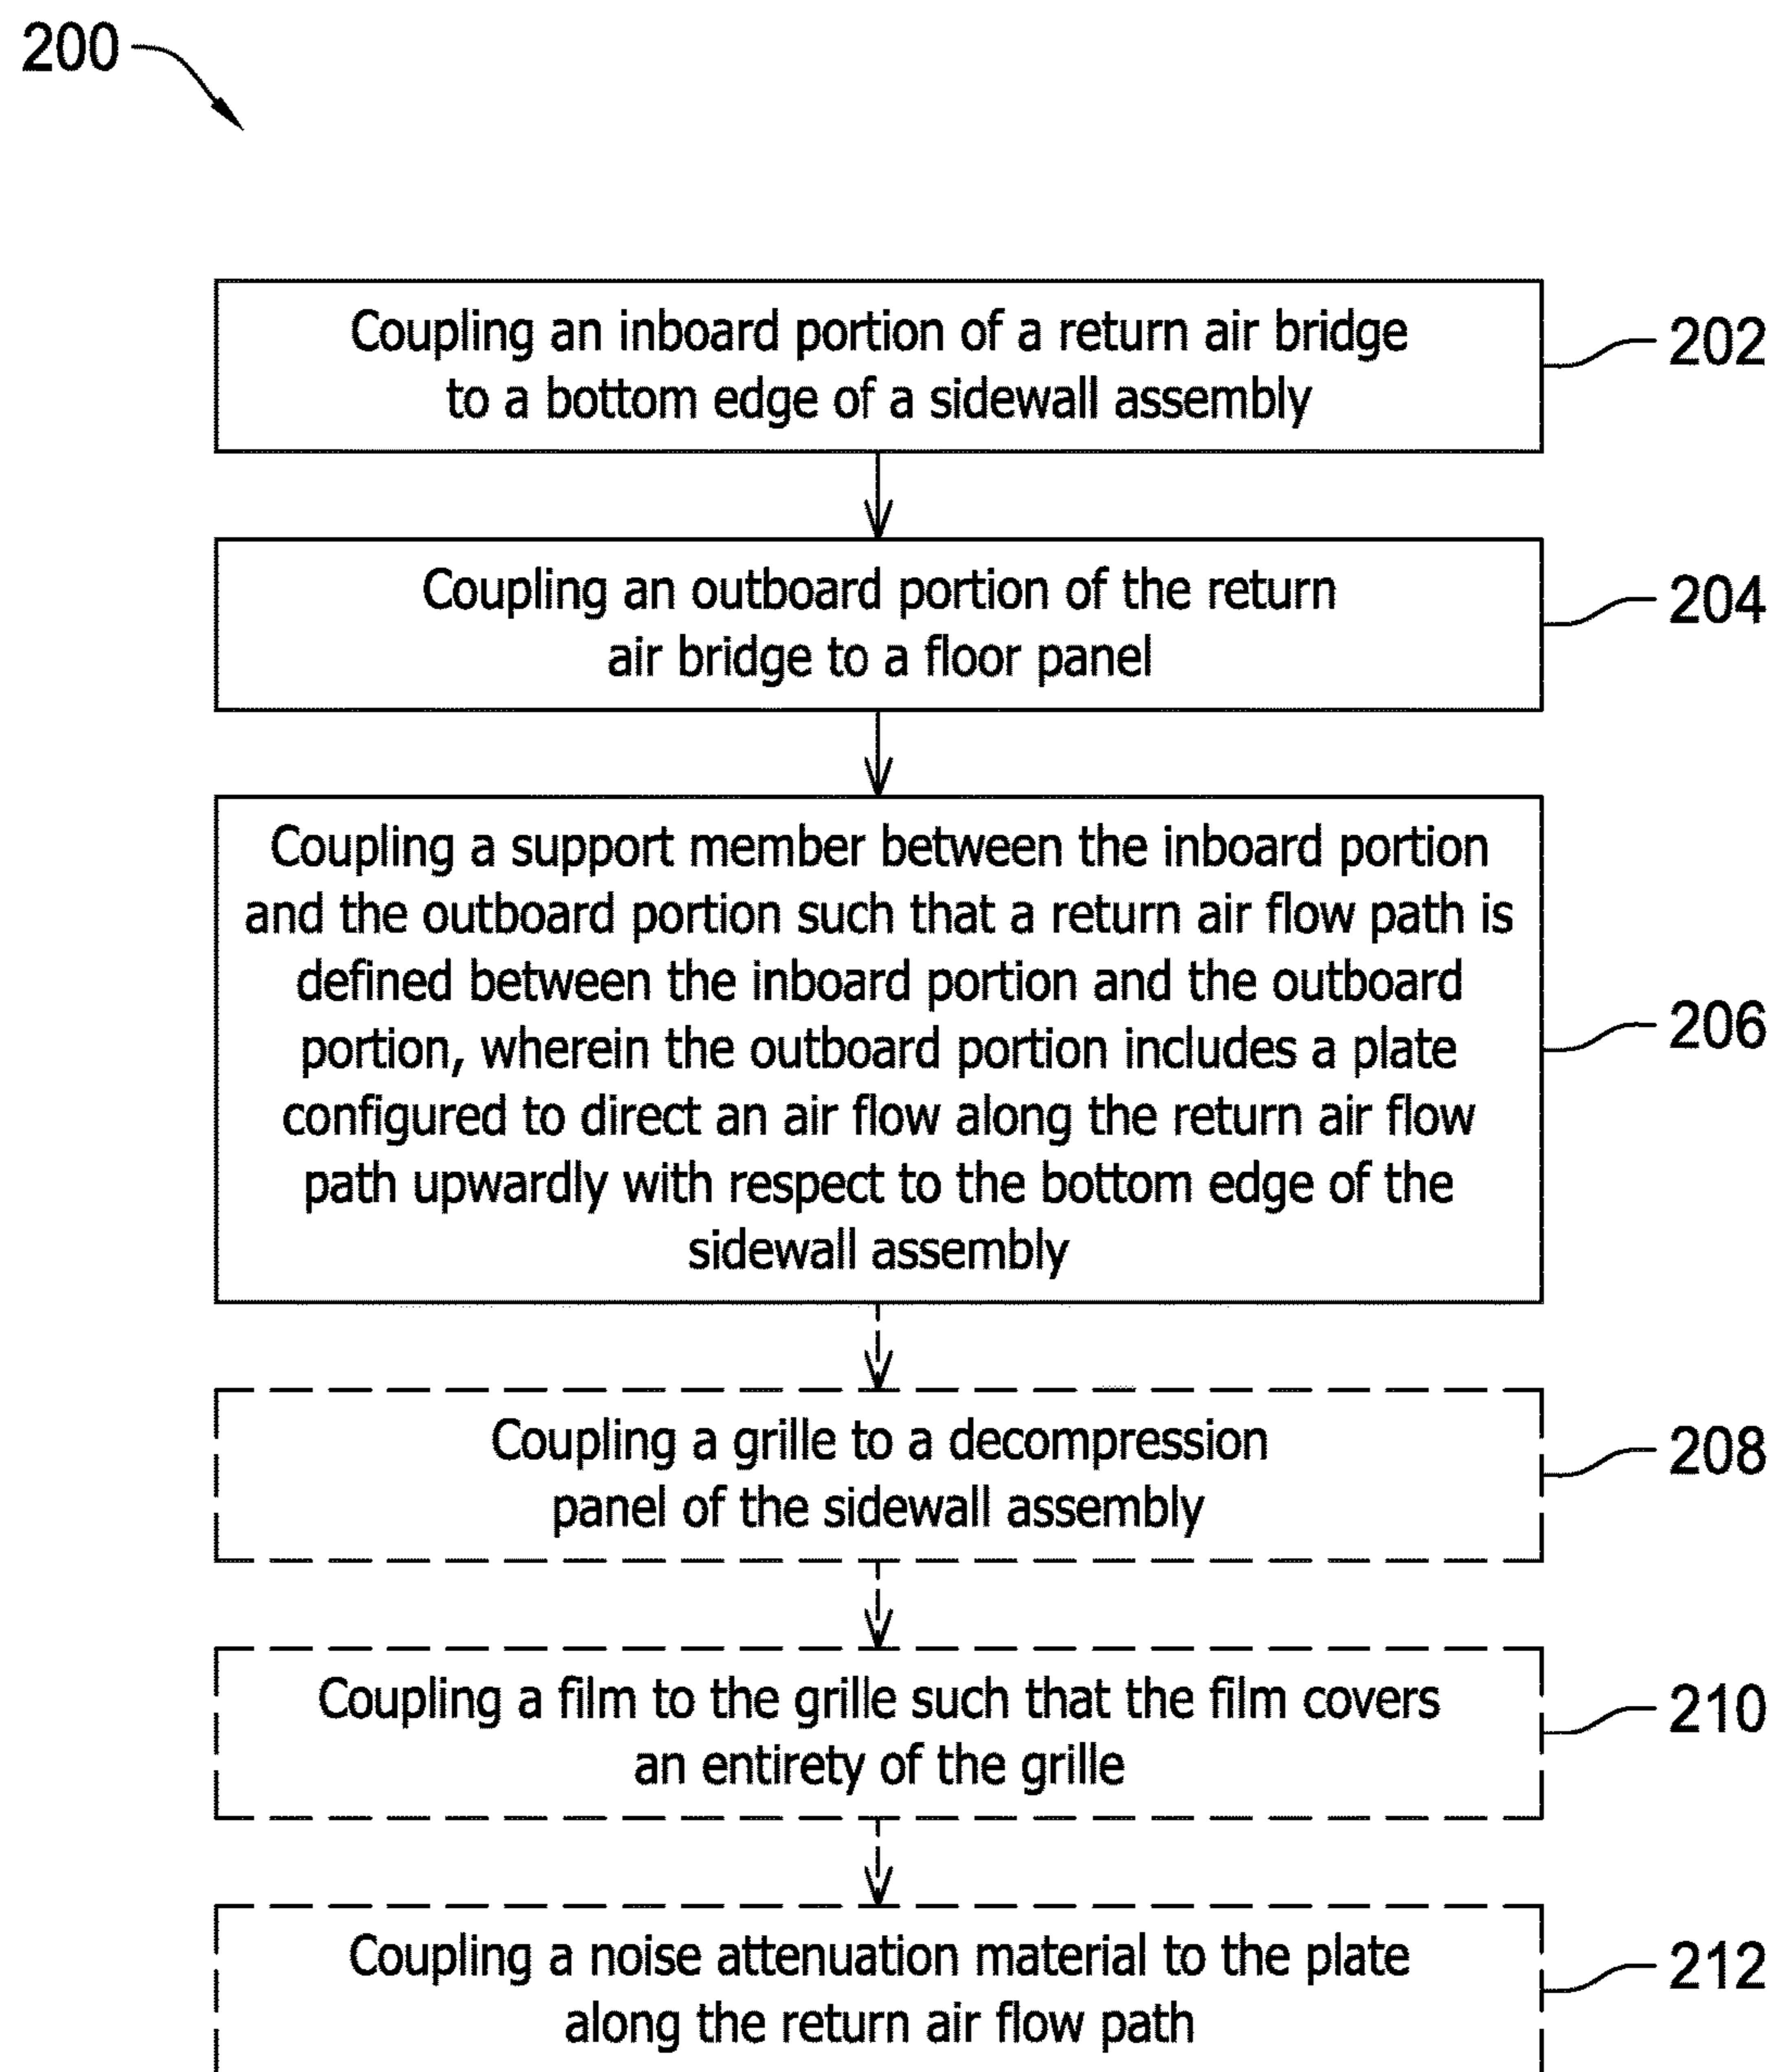 200
Coupling an inboard portion of a return air bridge
to a bottom edge of a sidewall assembly
202
Coupling an outboard portion of the return
air bridge to a floor panel
204
Coupling a support member between the inboard portion
and the outboard portion such that a return air flow path is
defined between the inboard portion and the outboard
portion, wherein the outboard portion includes a plate
configured to direct an air flow along the return air flow
path upwardly with respect to the bottom edge of the
sidewall assembly
206
Coupling a grille to a decompression
panel of the sidewall assembly
208
Coupling a film to the grille such that the film covers
an entirety of the grille
210
Coupling a noise attenuation material to the plate
along the return air flow path
212